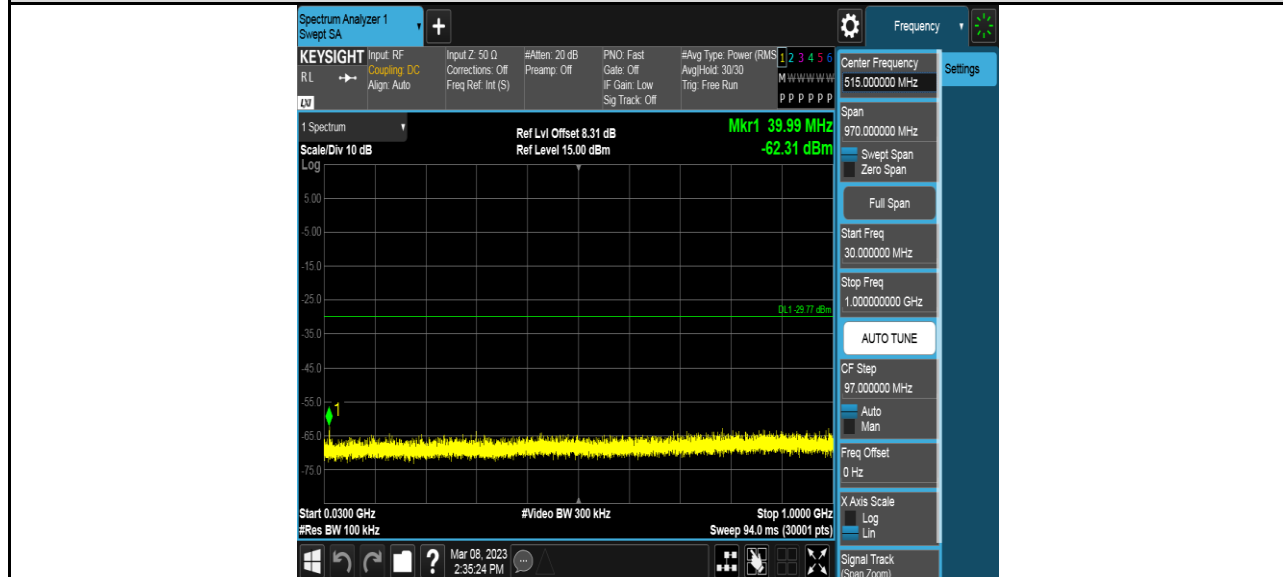 Spectrum Analyzer 1
Swept SA
+
Frequency
KEYSIGHT
RL
LXI
Input: RF
Coupling: DC
Align: Auto
Input Z: 50 Ω
Corrections: Off
Freq Ref: Int (S)
#Atten: 20 dB
Preamp: Off
PNO: Fast
Gate: Off
IF Gain: Low
Sig Track: Off
#Avg Type: Power (RMS
Avg|Hold: 30/30
Trig: Free Run
1 2 3 4 5 6
M W W W W W
P P P P P P
1 Spectrum
Scale/Div 10 dB
Log
Ref Lvl Offset 8.31 dB
Ref Level 15.00 dBm
Mkr1 39.99 MHz
-62.31 dBm
5.00
-5.00
-15.0
-25.0
-35.0
-45.0
-55.0
-65.0
-75.0
DL1 -29.77 dBm
1
Start 0.0300 GHz
#Res BW 100 kHz
#Video BW 300 kHz
Stop 1.0000 GHz
Sweep 94.0 ms (30001 pts)
?
Mar 08, 2023
2:35:24 PM
Center Frequency
515.000000 MHz
Settings
Span
970.000000 MHz
Swept Span
Zero Span
Full Span
Start Freq
30.000000 MHz
Stop Freq
1.000000000 GHz
AUTO TUNE
CF Step
97.000000 MHz
Auto
Man
Freq Offset
0 Hz
X Axis Scale
Log
Lin
Signal Track
(Span Zoom)